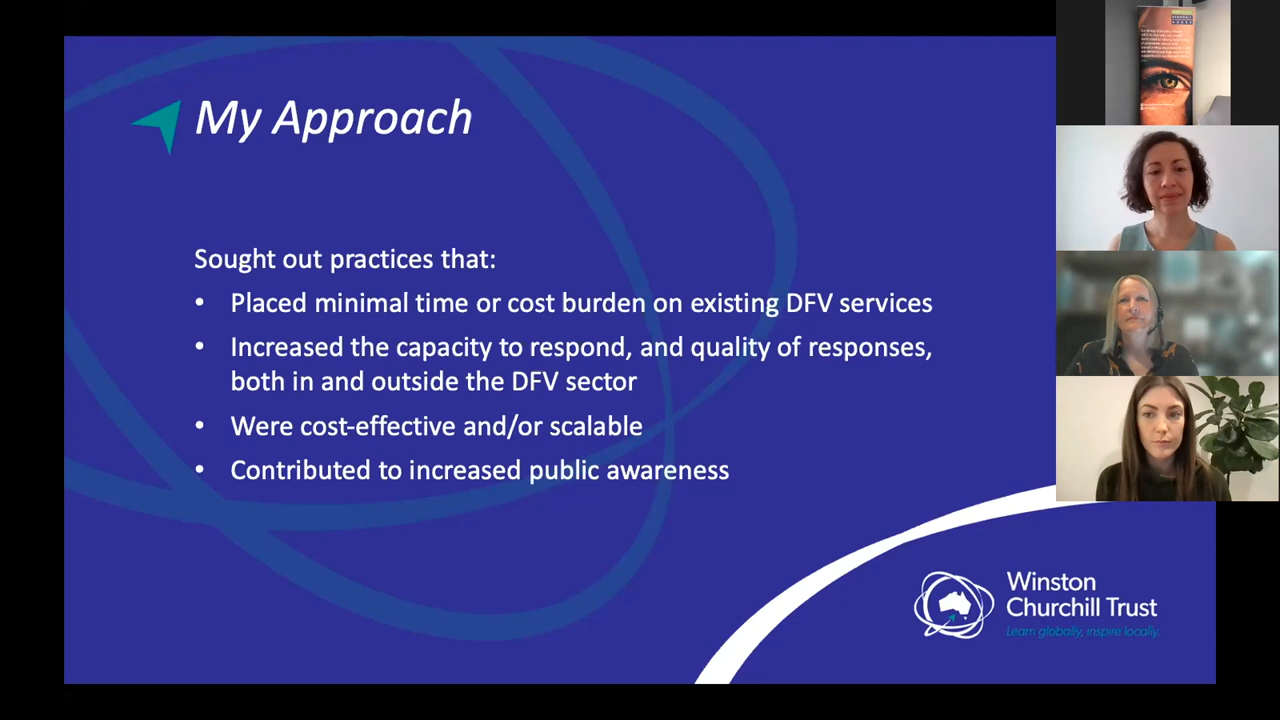 My Approach
Sought out practices that:
• Placed minimal time or cost burden on existing DFV services
• Increased the capacity to respond, and quality of responses,
both in and outside the DFV sector
• Were cost-effective and/or scalable
• Contributed to increased public awareness
Winston
Churchill Trust
Learn globally, inspire locally.